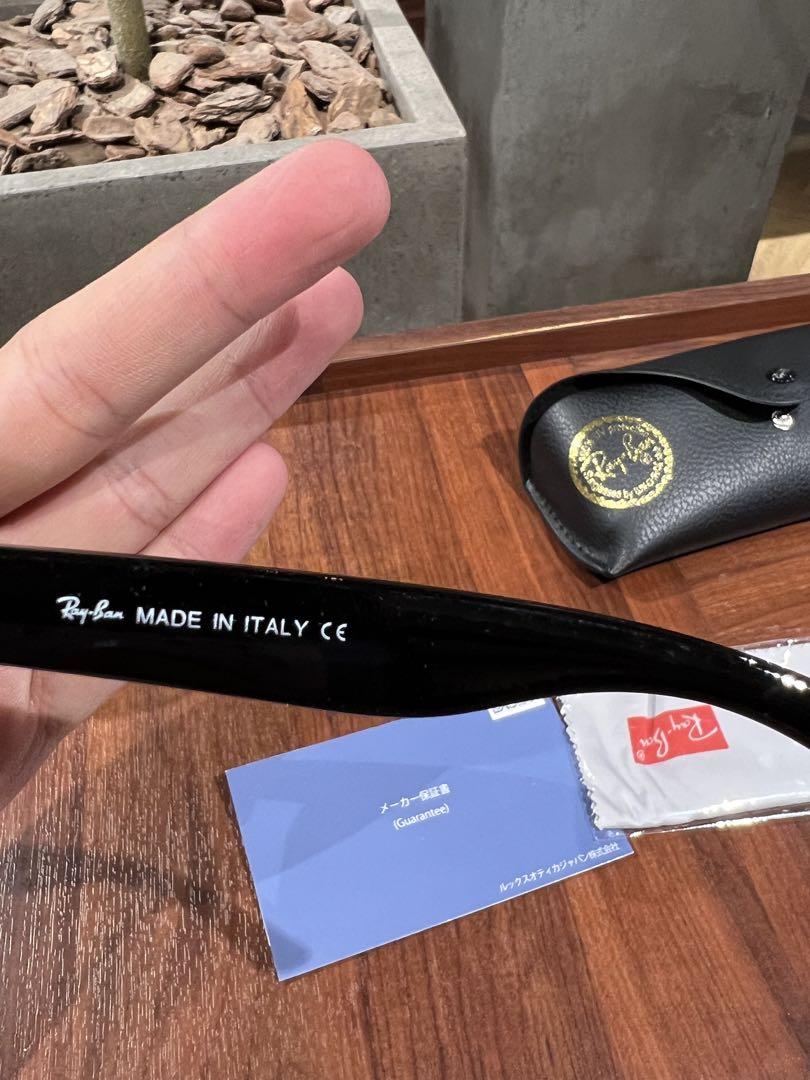 Ray-Ban
Ray-Ban MADE IN ITALY CE
Ray-Ban®
メーカー保証書
(Guarantee)
ルックスオティカジャパン株式会社